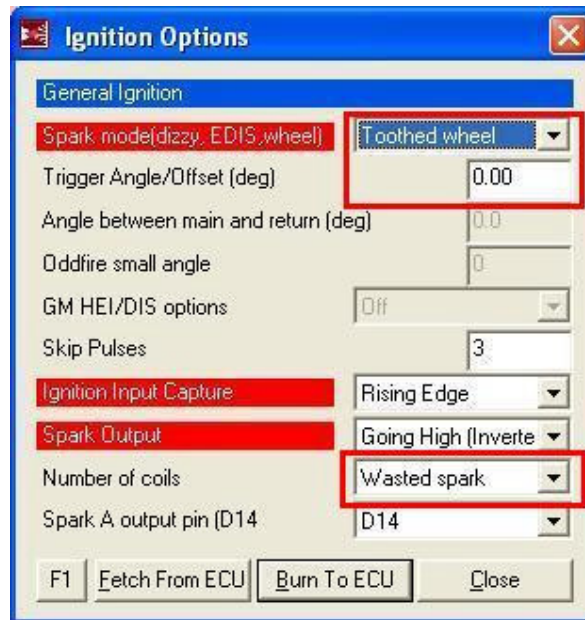 Ignition Options
General Ignition
Spark mode(dizzy, EDIS,wheel) Toothed wheel
Trigger Angle/Offset (deg) 0.00
Angle between main and return (deg) 0.0
Oddfire small angle 0
GM HEI/DIS options Off
Skip Pulses 3
Ignition Input Capture Rising Edge
Spark Output Going High (Inverte
Number of coils Wasted spark
Spark A output pin (D14 D14
F1 Fetch From ECU Burn To ECU Close